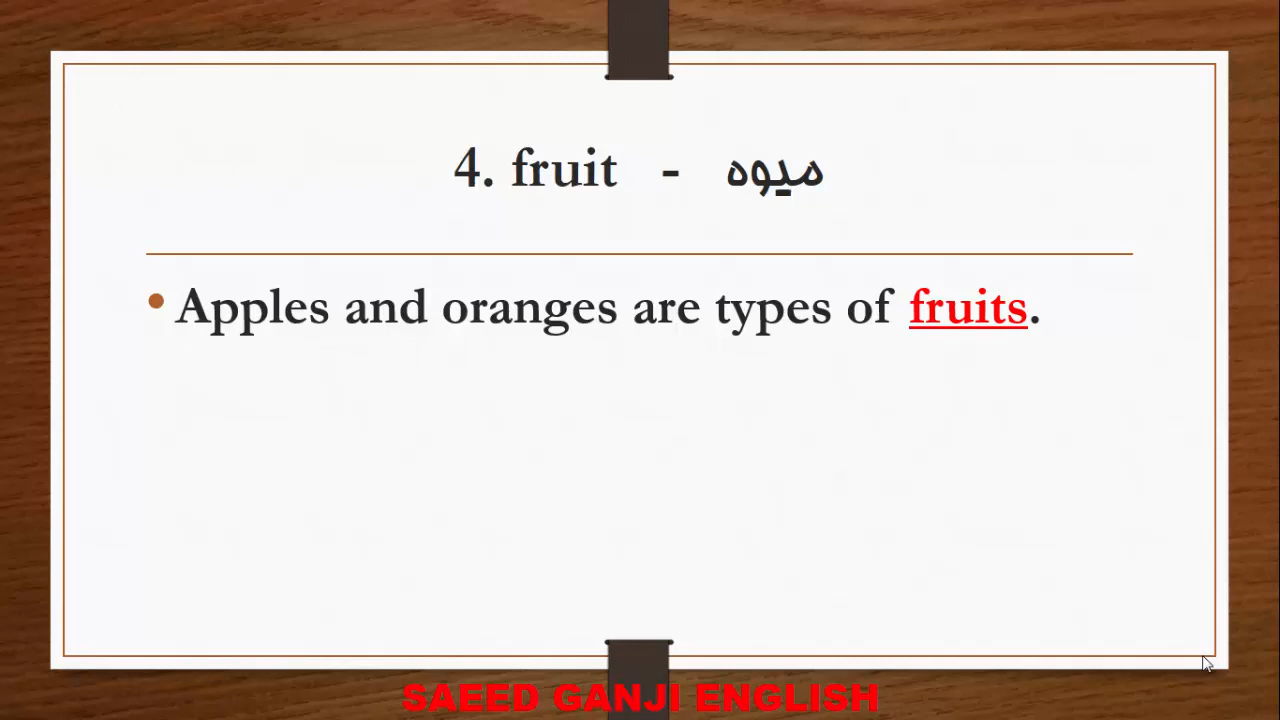 4. fruit - میوه
• Apples and oranges are types of fruits.
SAEED GANJI ENGLISH